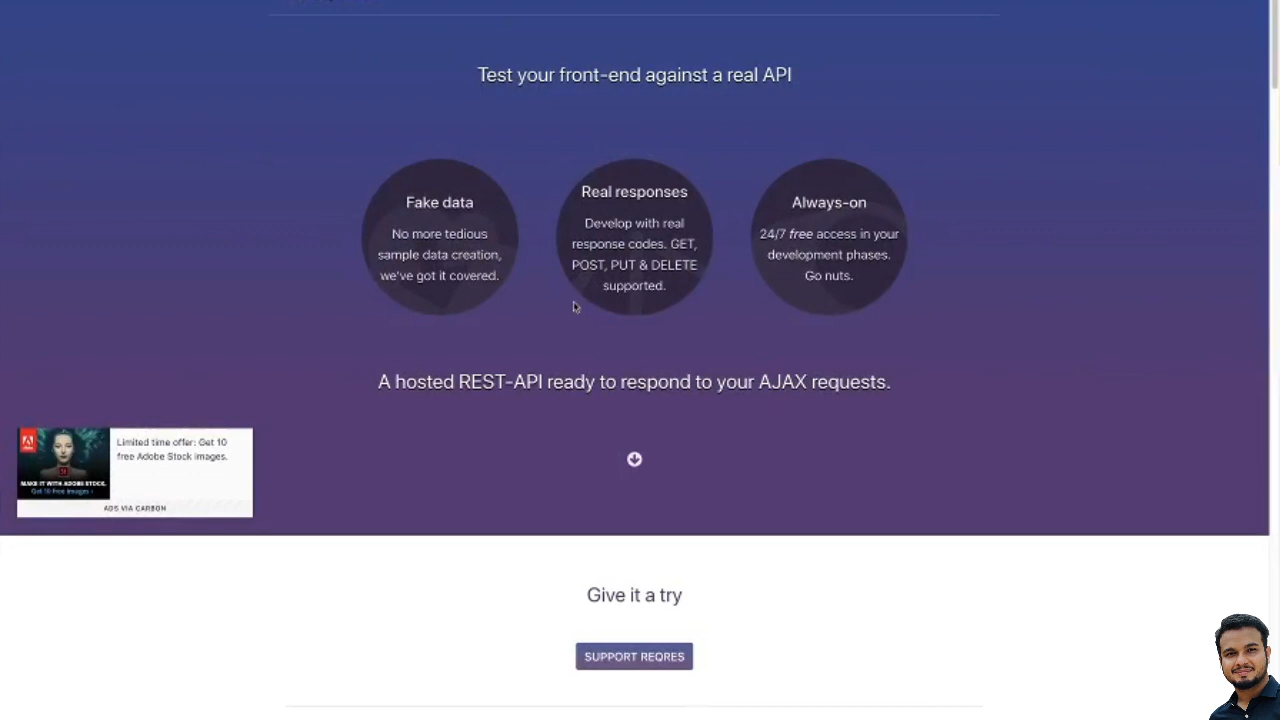 Test your front-end against a real API
Fake data
No more tedious
sample data creation,
we've got it covered.
Real responses
Develop with real
response codes. GET,
POST, PUT & DELETE
supported.
Always-on
24/7 free access in your
development phases.
Go nuts.
A hosted REST-API ready to respond to your AJAX requests.
Limited time offer: Get 10
free Adobe Stock images.
MAKE IT WITH ADOBE STOCK.
Get 10 free images ›
ADS VIA CARBON
Give it a try
SUPPORT REQRES